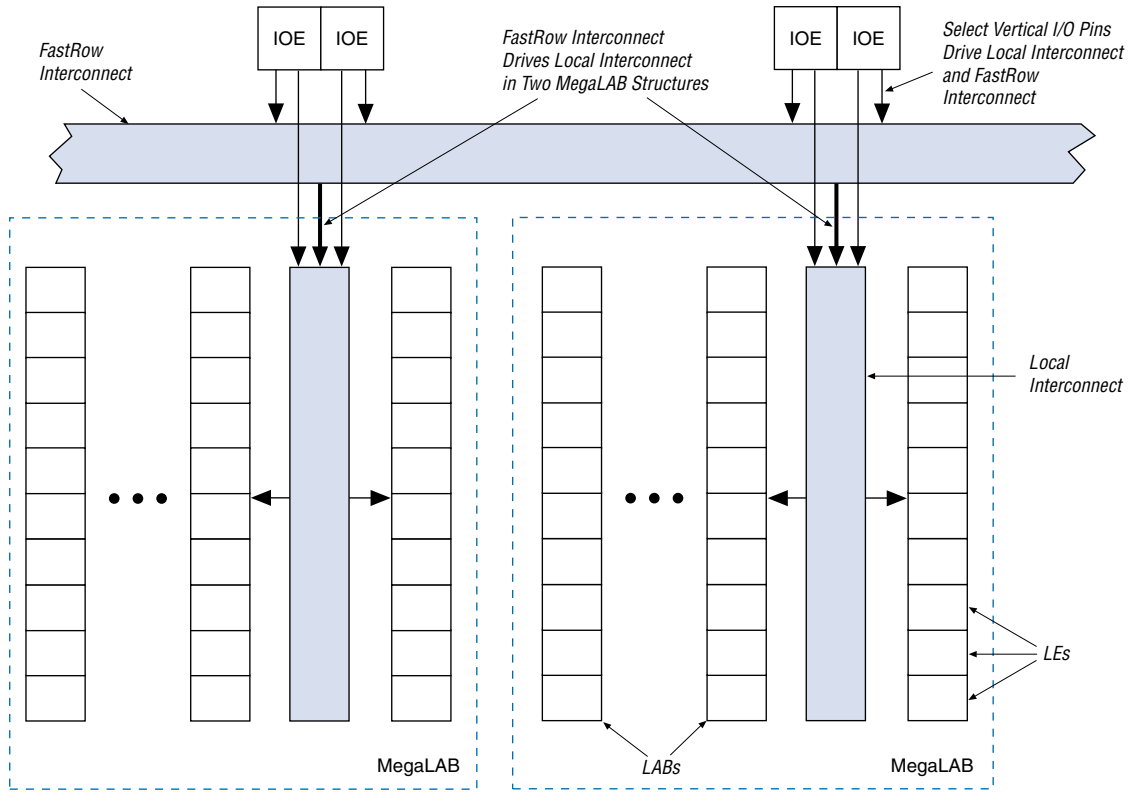 IOE
IOE
IOE
IOE
FastRow
Interconnect
FastRow Interconnect
Drives Local Interconnect
in Two MegaLAB Structures
Select Vertical I/O Pins
Drive Local Interconnect
and FastRow
Interconnect
Local
Interconnect
LEs
LABs
MegaLAB
MegaLAB